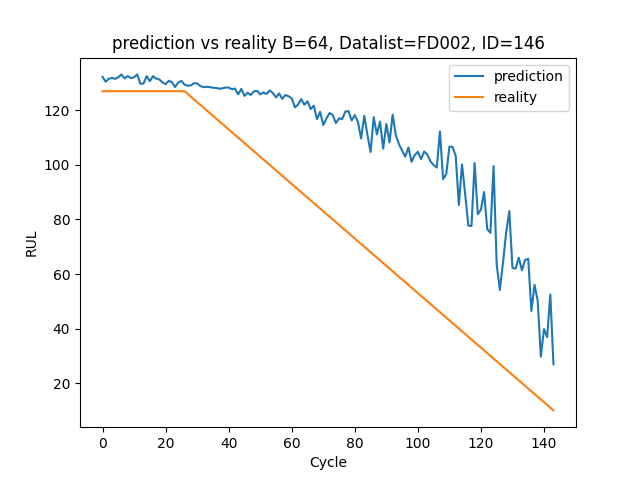 prediction vs reality B=64, Datalist=FD002, ID=146
prediction
reality
RUL
120
100
80
60
40
20
0 20 40 60 80 100 120 140
Cycle